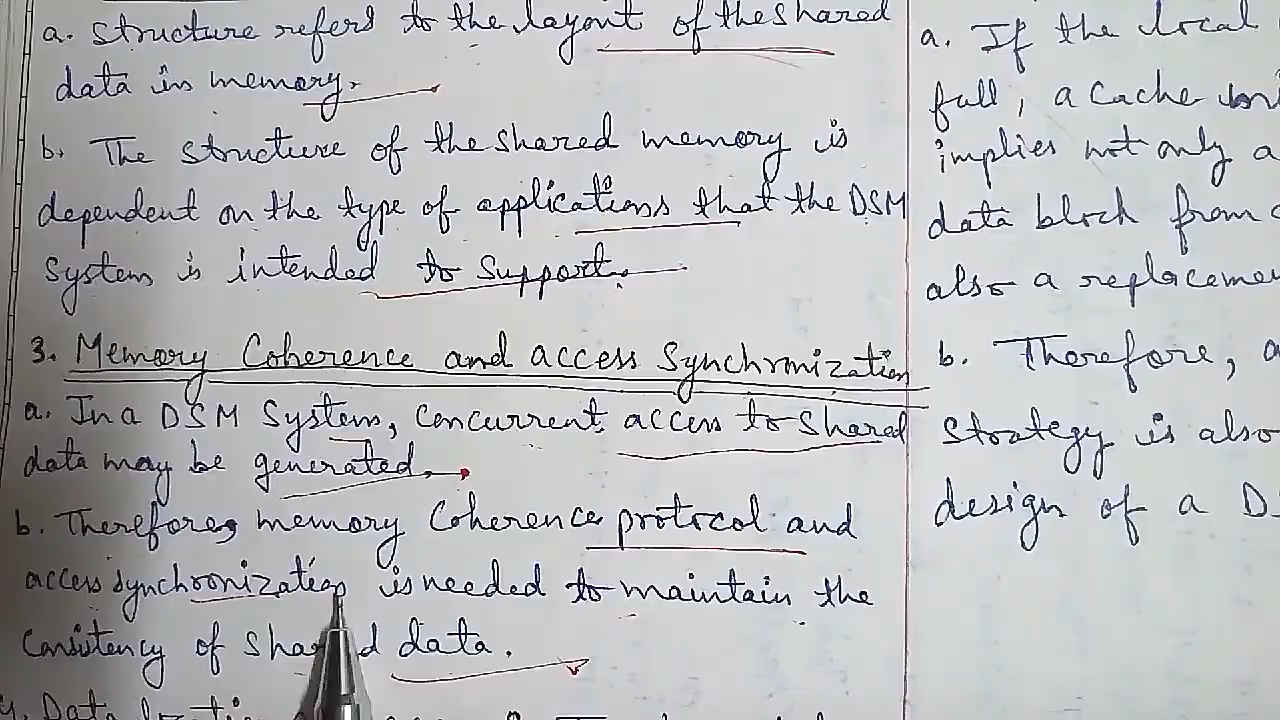 a. Structure refers to the layout of the shared
data in memory.
b. The structure of the shared memory is
dependent on the type of applications that the DSM
System is intended to support.
3. Memory Coherence and access Synchronization
a. In a DSM System, concurrent access to shared
data may be generated.
b. Therefore, memory Coherence protocol and
access synchronization is needed to maintain the
Consistency of shared data.
4. Data
a. If the local
full, a cache
implies not only a
data block from
also a replaceme
b. Therefore, a
Strategy is also
design of a D